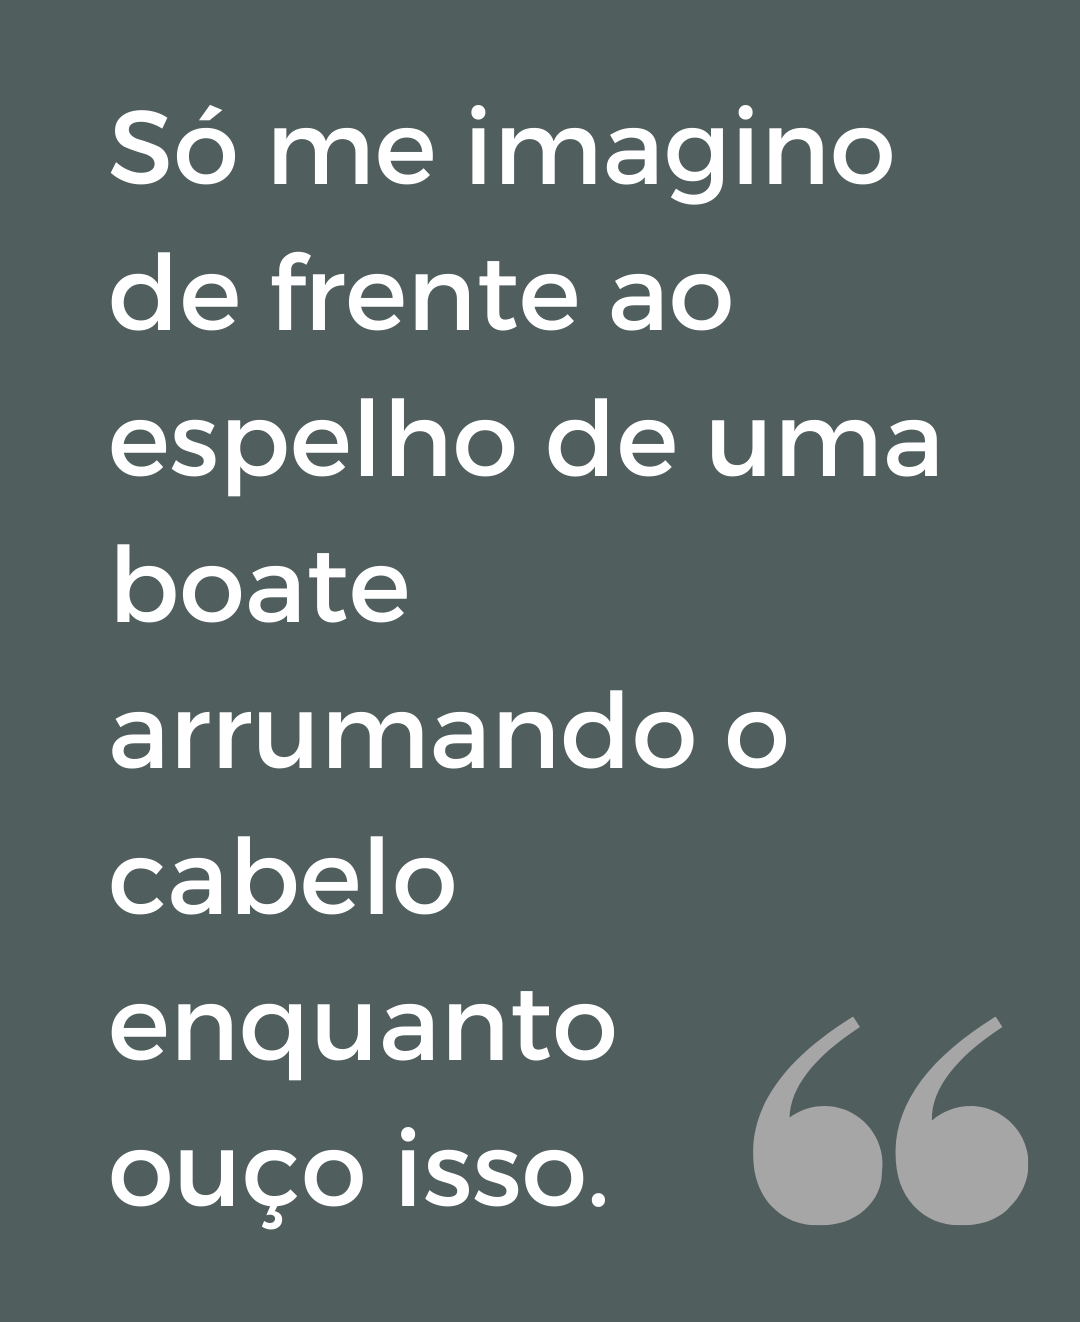 Só me imagino
de frente ao
espelho de uma
boate
arrumando o
cabelo
enquanto
ouço isso.
“